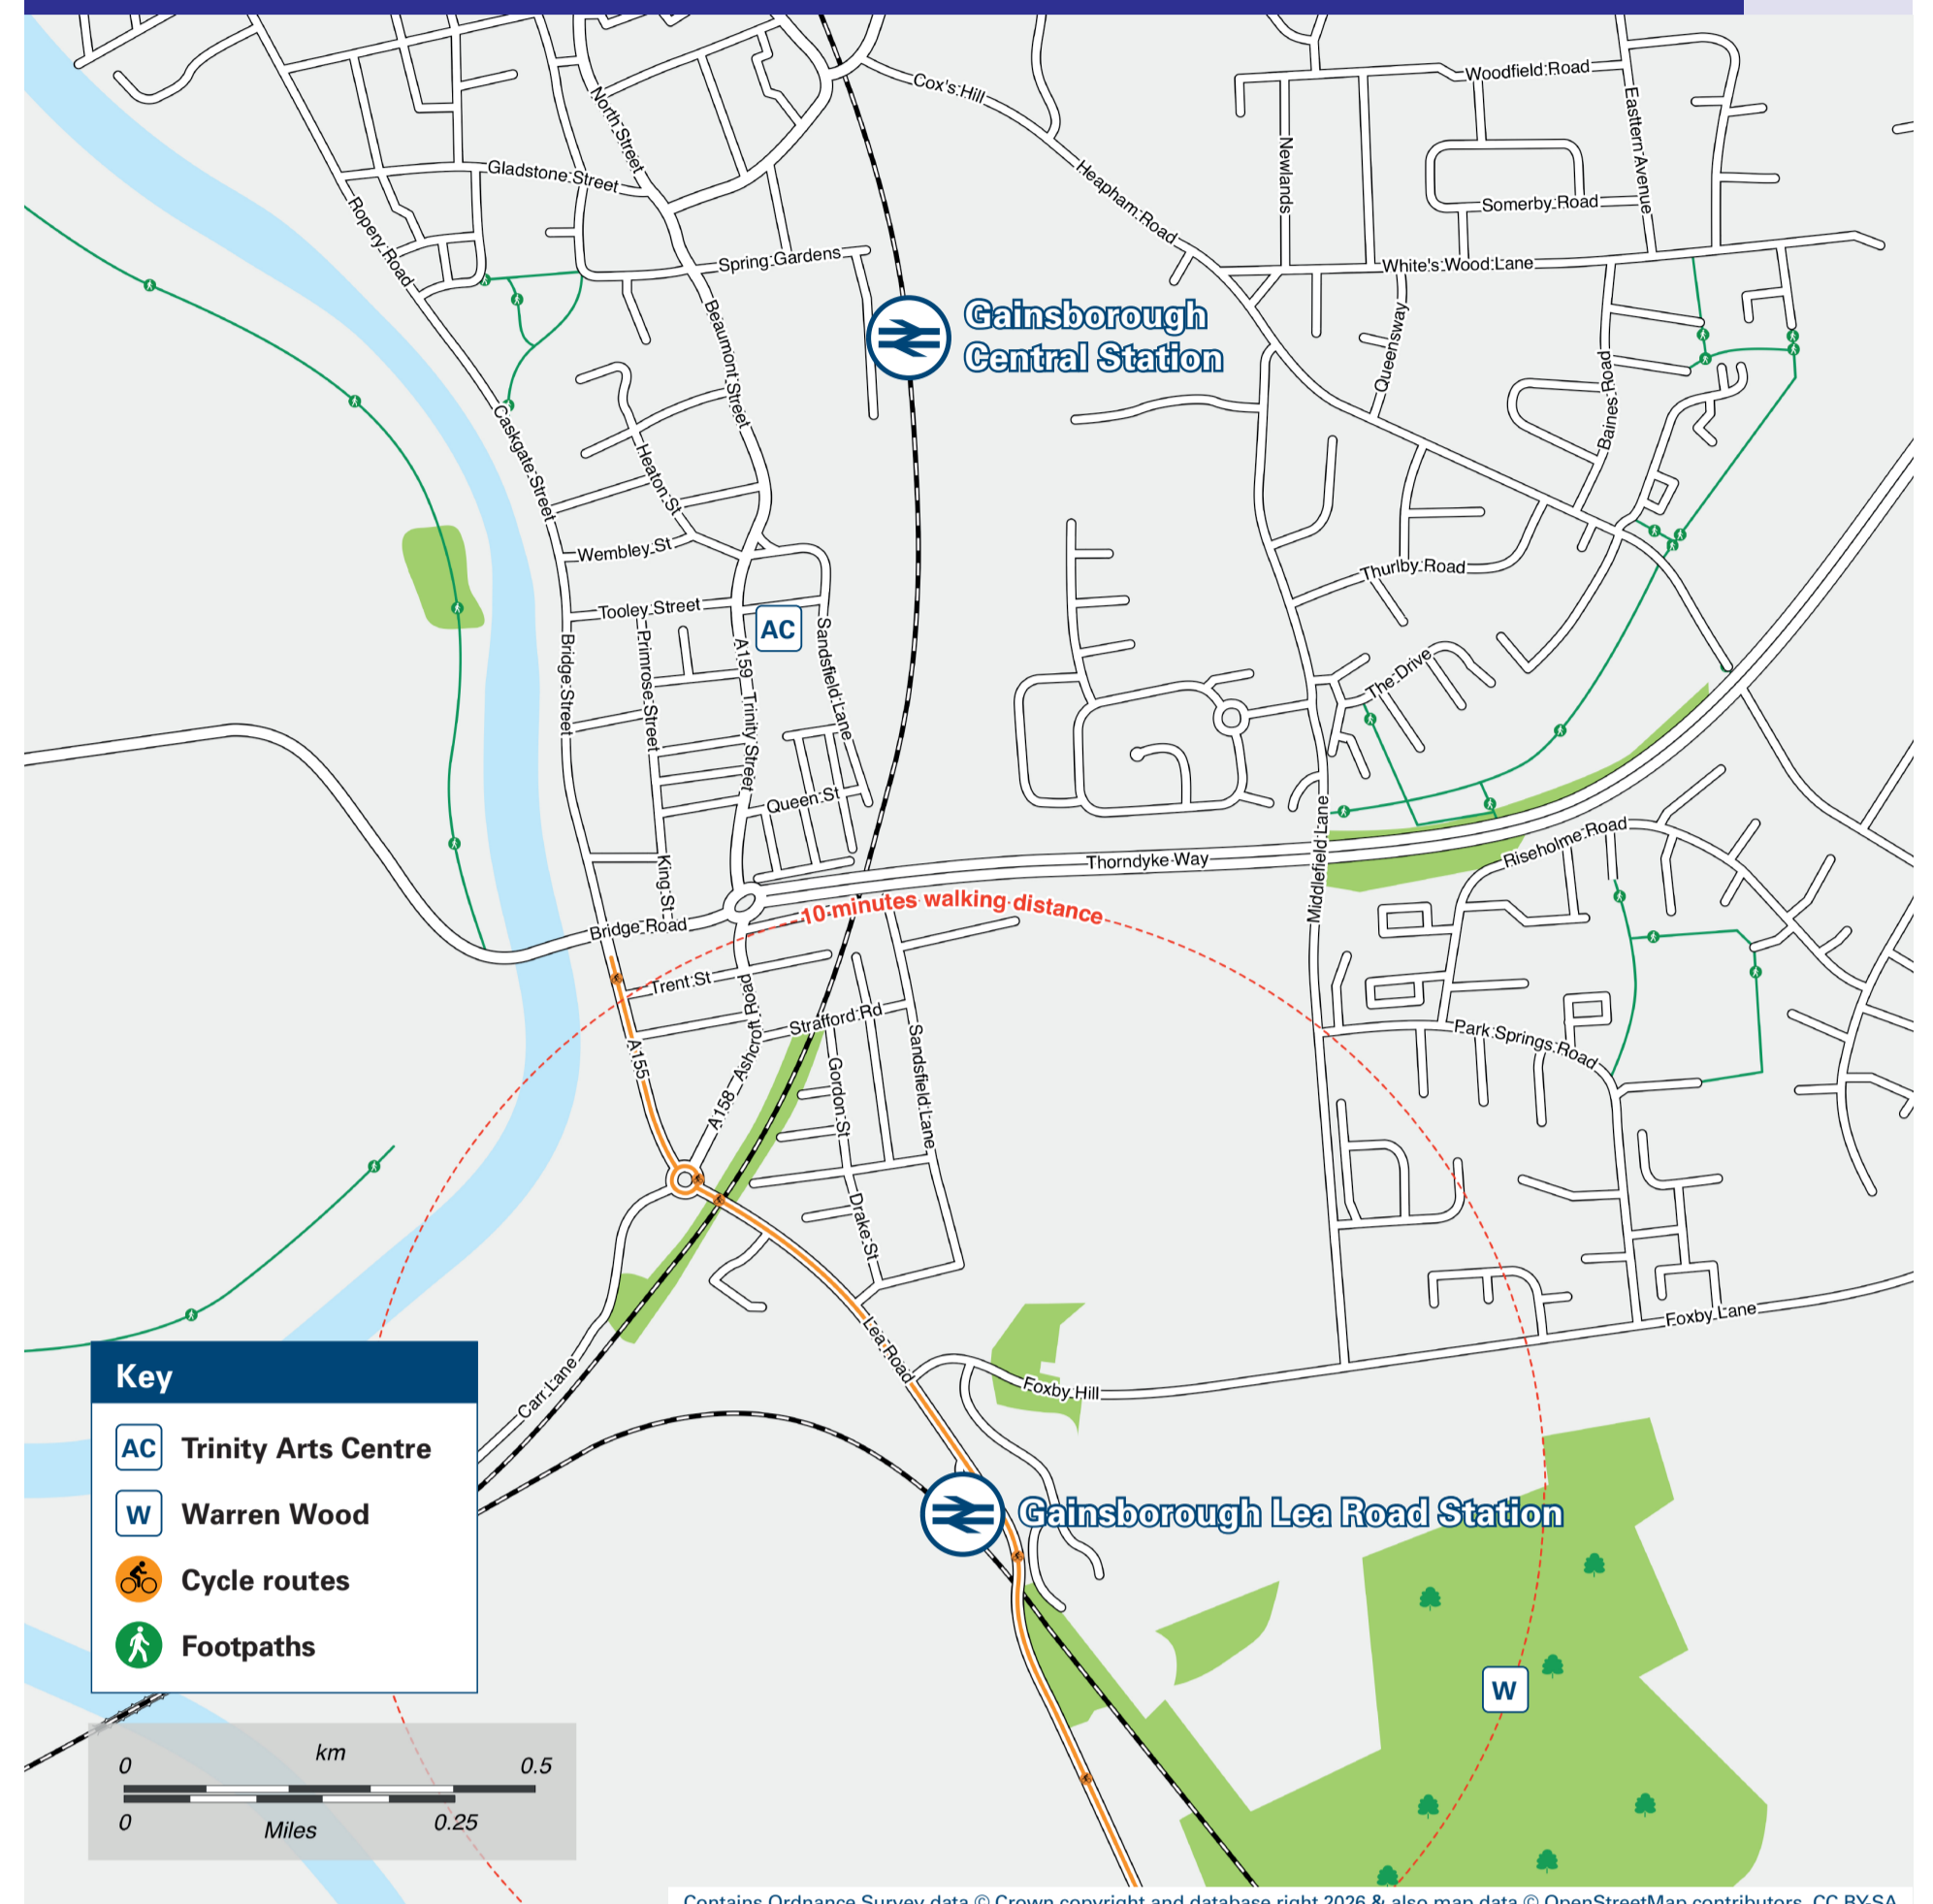 Woodfield Road
Cox's Hill
North Street
Easttern Avenue
Newlands
Gladstone Street
Heapham Road
Somerby Road
Ropery Road
Spring Gardens
White's Wood Lane
Gainsborough
Central Station
Beaumont Street
Queensway
Baines Road
Caskgate Street
Heaton St
Wembley St
Thurlby Road
Tooley Street
AC
Bridge Street
Primrose Street
A159
Trinity Street
Sandsfield Lane
The Drive
Queen St
Middlefield Lane
Riseholme Road
Thorndyke Way
King St
10 minutes walking distance
Bridge Road
Trent St
Ashcroft Road
Strafford Rd
Park Springs Road
A155
A158
Gordon St
Sandsfield Lane
Drake St
Lea Road
Foxby Lane
Foxby Hill
Carr Lane
Gainsborough Lea Road Station
W
Key
AC Trinity Arts Centre
W Warren Wood
Cycle routes
Footpaths
0 km 0.5
0 Miles 0.25
Contains Ordnance Survey data © Crown copyright and database right 2026 & also map data © OpenStreetMap contributors, CC BY-SA